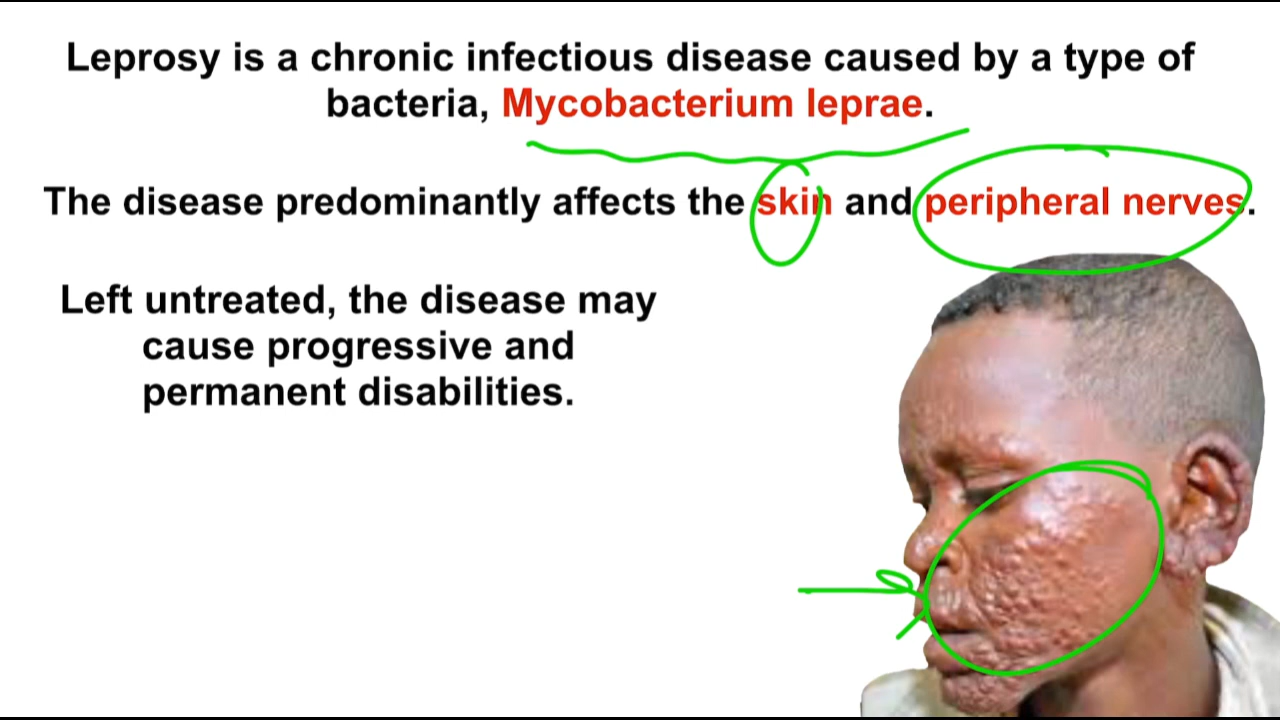 Leprosy is a chronic infectious disease caused by a type of
bacteria, Mycobacterium leprae.
The disease predominantly affects the skin and peripheral nerves.
Left untreated, the disease may
cause progressive and
permanent disabilities.